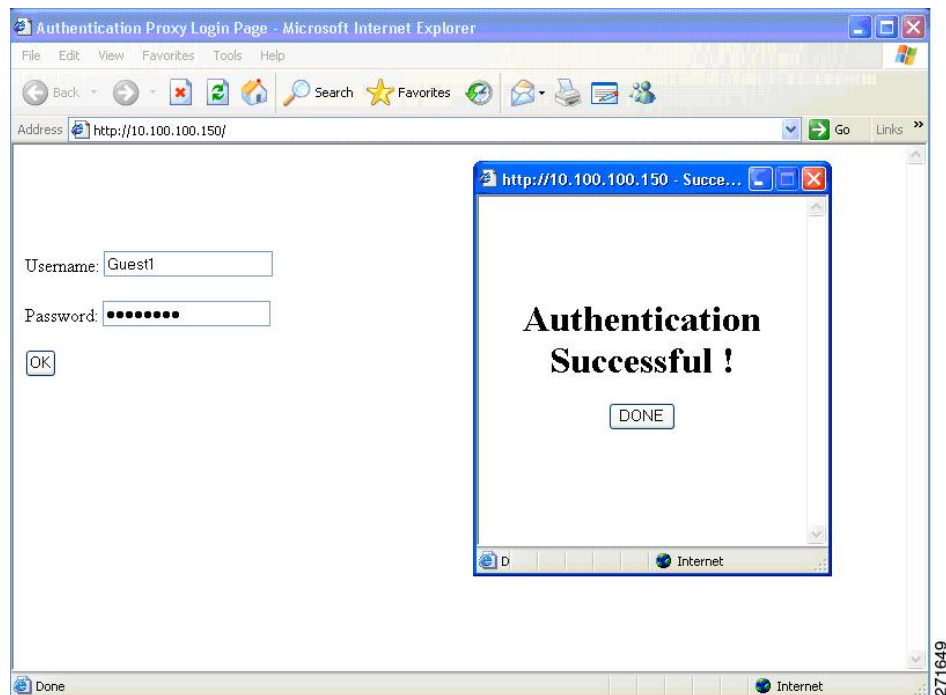 Authentication Proxy Login Page - Microsoft Internet Explorer
File Edit View Favorites Tools Help
Back Search Favorites
Address http://10.100.100.150/ Go Links »
http://10.100.100.150 - Succe...
Username: Guest1
Password: ••••••••
OK
Authentication
Successful !
DONE
D Internet
Done Internet
271649